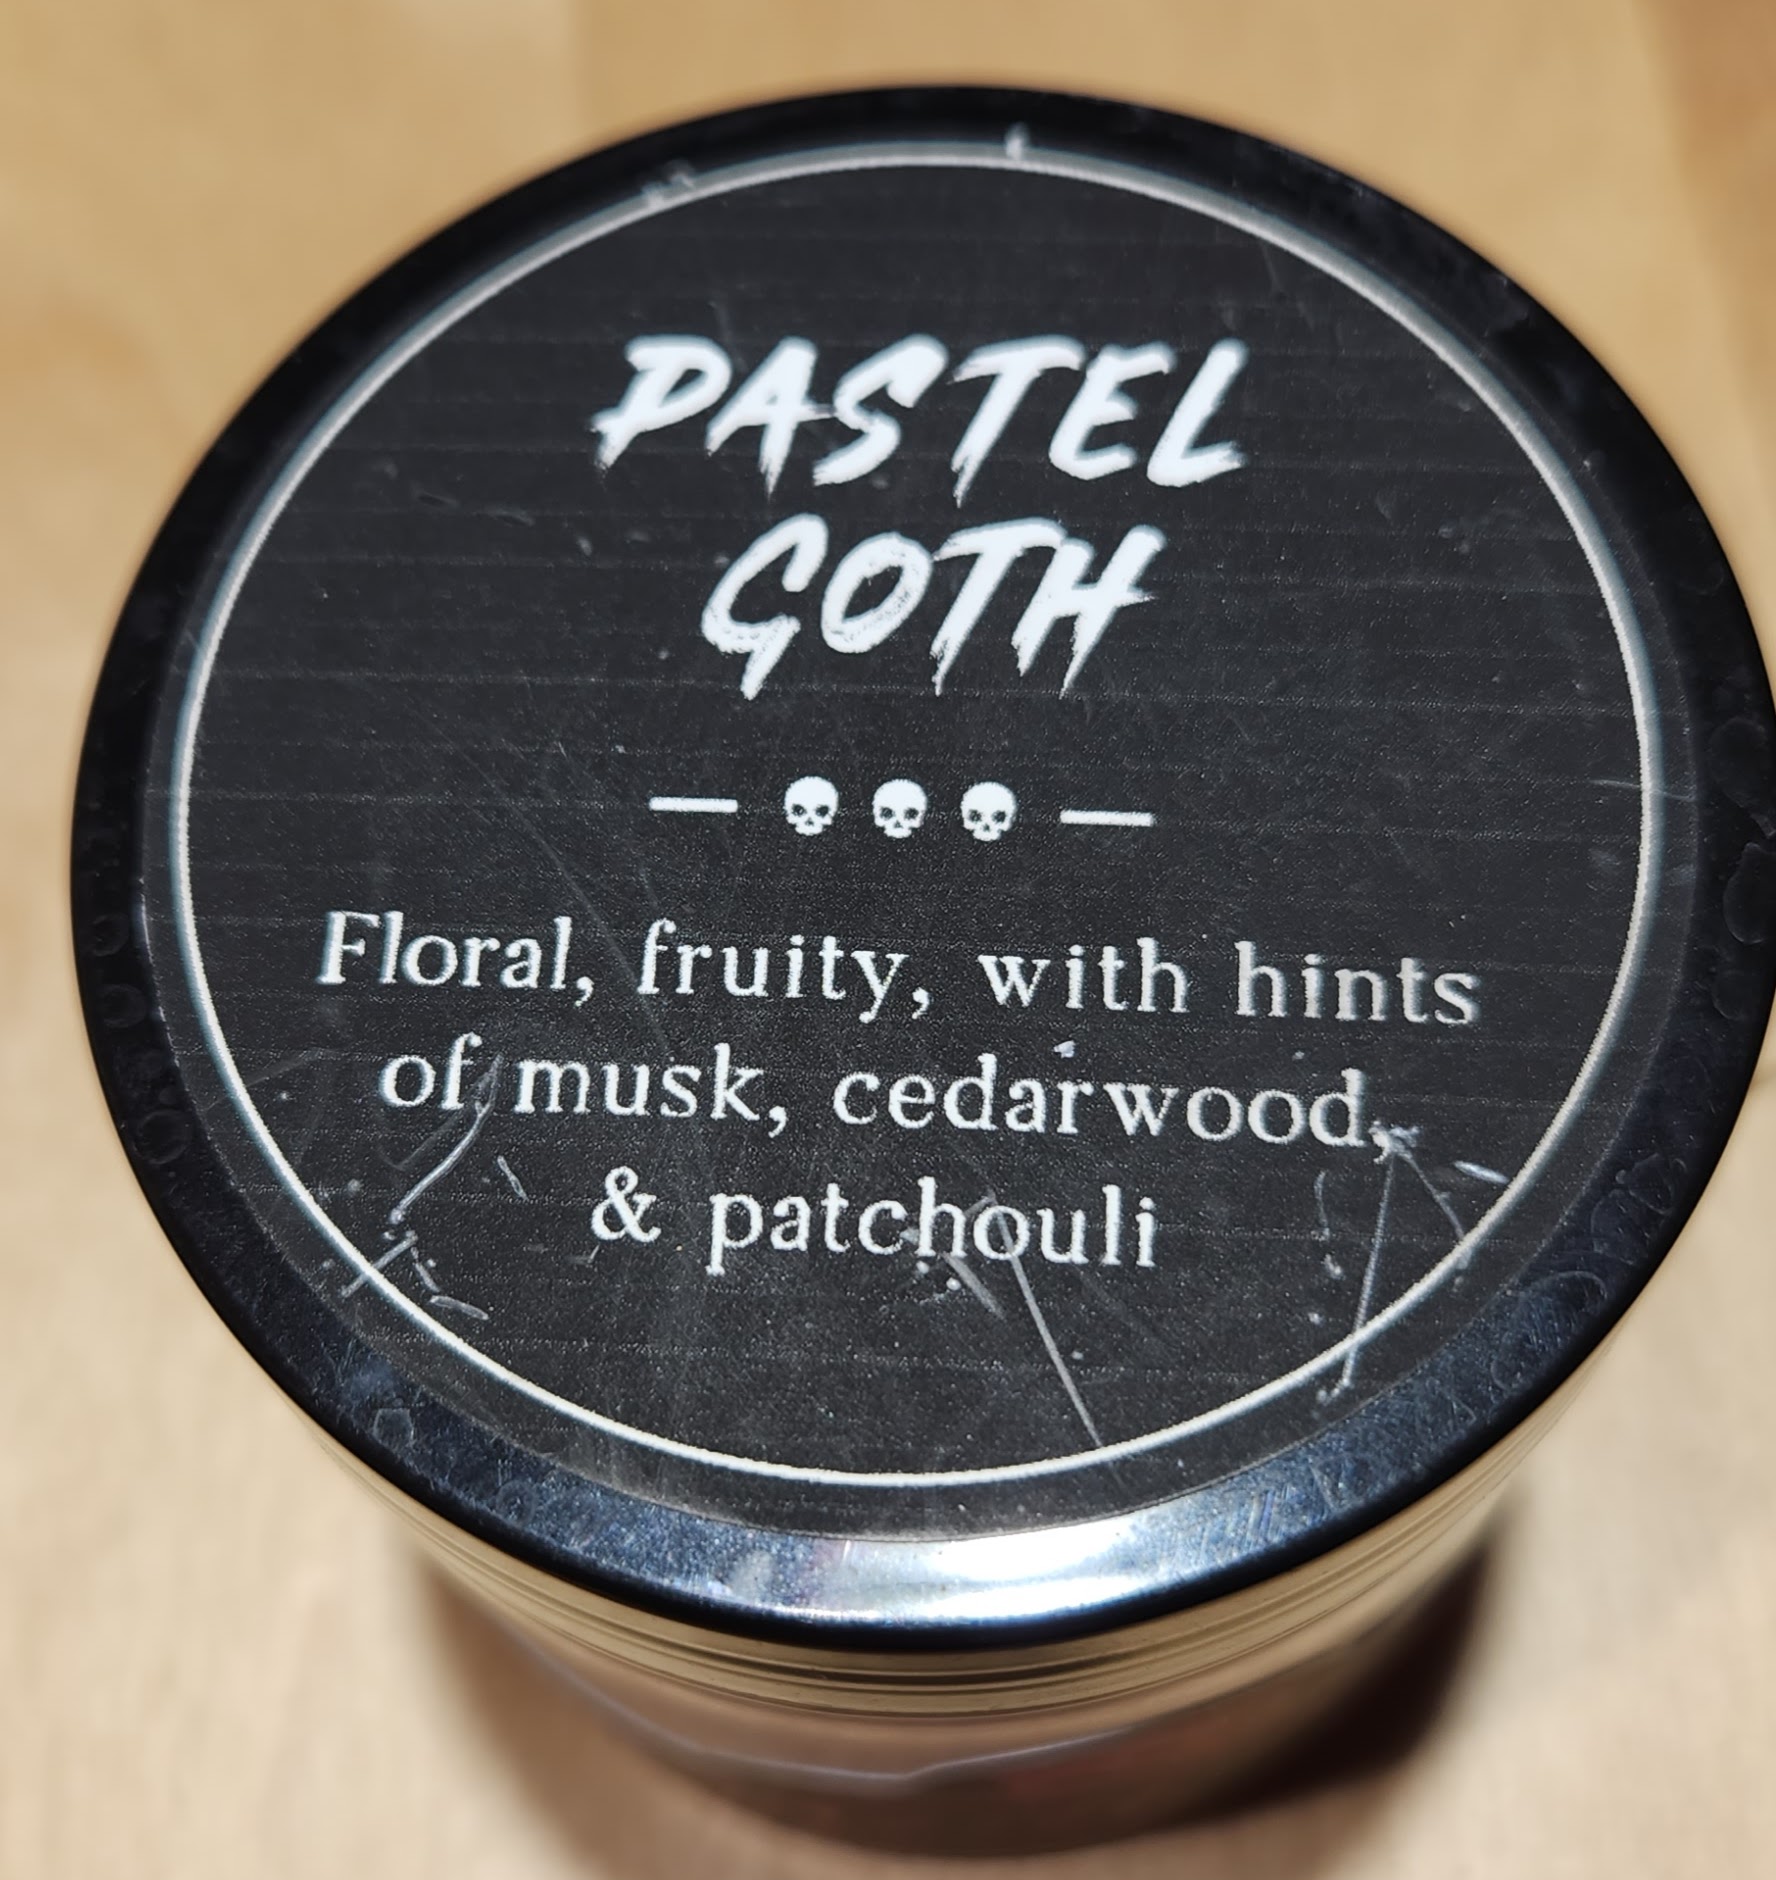 PASTEL
GOTH
Floral, fruity, with hints
of musk, cedarwood,
& patchouli